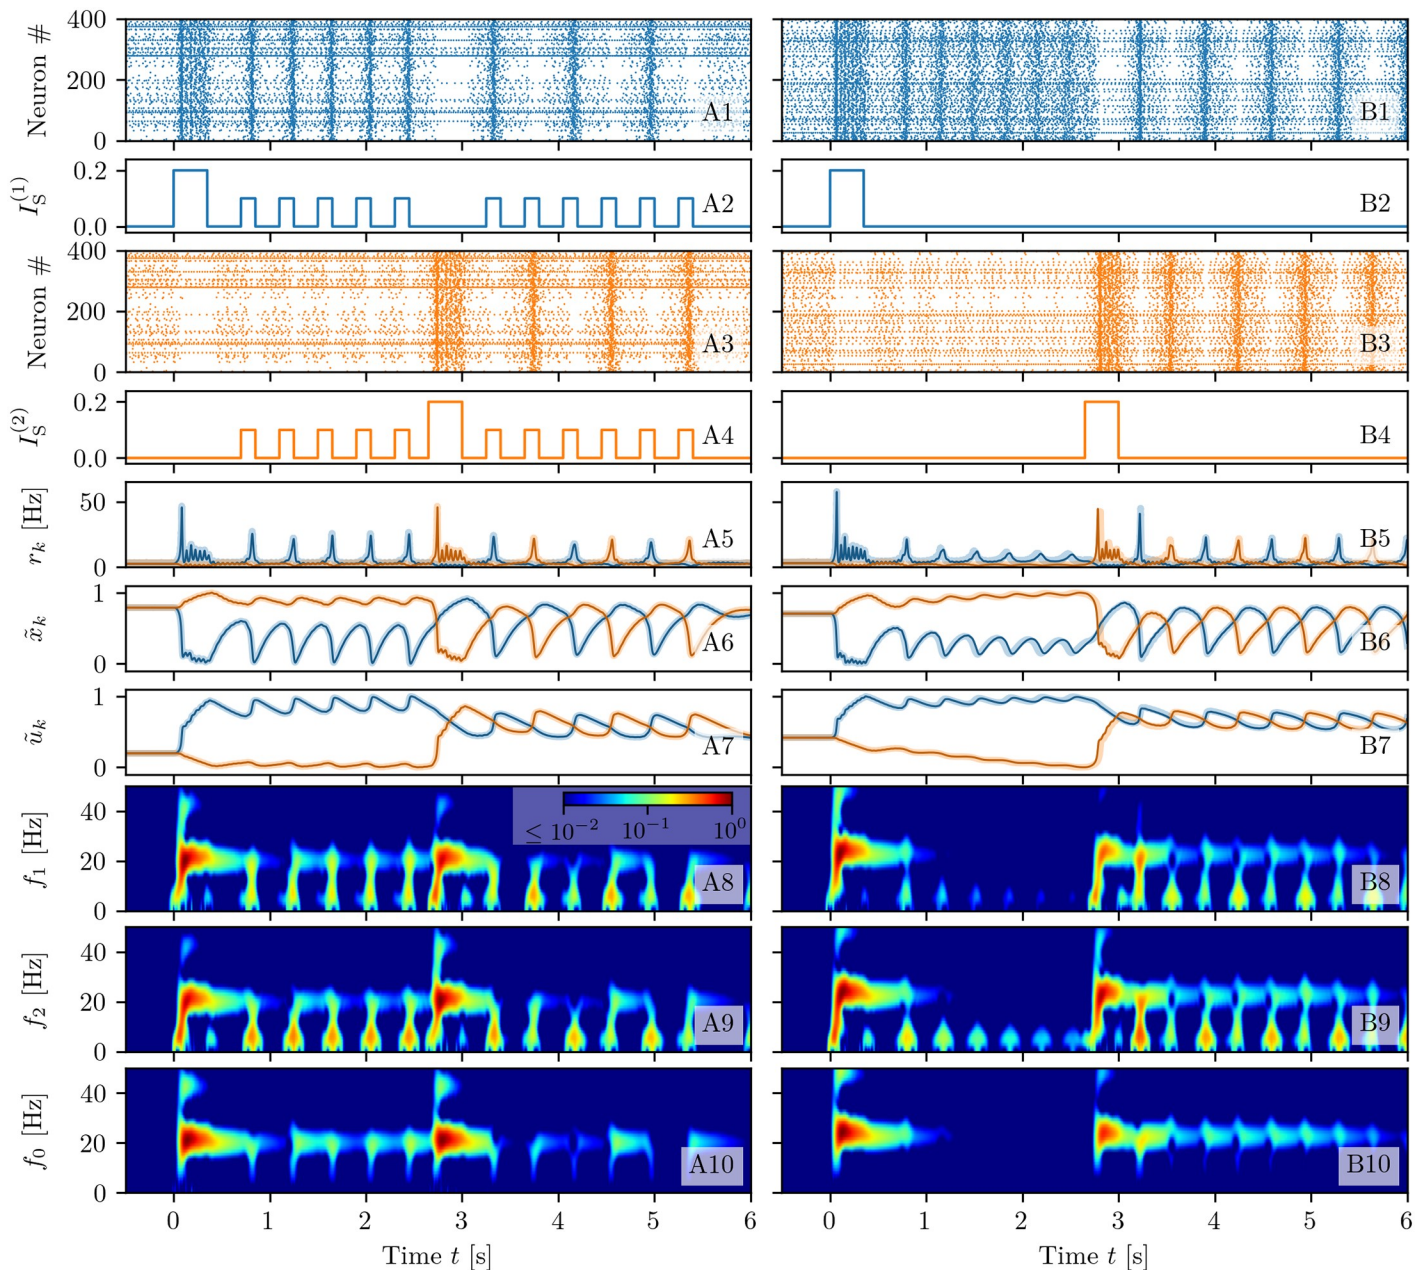 Neuron #
400
200
0
A1
B1
I_S^(1)
0.2
0.0
A2
B2
Neuron #
400
200
0
A3
B3
I_S^(2)
0.2
0.0
A4
B4
r_k [Hz]
50
0
A5
B5
x̃_k
1
0
A6
B6
ũ_k
1
0
A7
B7
f_1 [Hz]
40
20
0
≤ 10^-2 10^-1 10^0
A8
B8
f_2 [Hz]
40
20
0
A9
B9
f_0 [Hz]
40
20
0
A10
B10
0 1 2 3 4 5 6
0 1 2 3 4 5 6
Time t [s]
Time t [s]